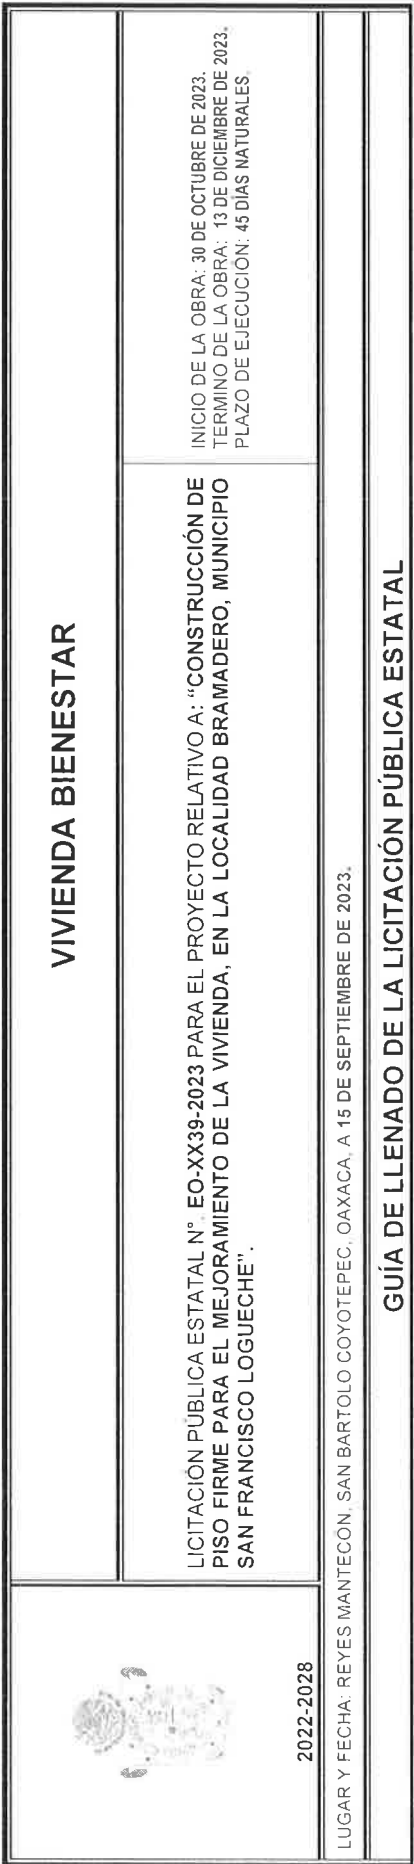 VIVIENDA BIENESTAR
2022-2028
LICITACIÓN PÚBLICA ESTATAL N°. EO-XX39-2023 PARA EL PROYECTO RELATIVO A: "CONSTRUCCIÓN DE
PISO FIRME PARA EL MEJORAMIENTO DE LA VIVIENDA, EN LA LOCALIDAD BRAMADERO, MUNICIPIO
SAN FRANCISCO LOGUECHE".
INICIO DE LA OBRA: 30 DE OCTUBRE DE 2023.
TERMINO DE LA OBRA: 13 DE DICIEMBRE DE 2023.
PLAZO DE EJECUCIÓN: 45 DÍAS NATURALES.
LUGAR Y FECHA: REYES MANTECÓN, SAN BARTOLO COYOTEPEC, OAXACA, A 15 DE SEPTIEMBRE DE 2023.
GUÍA DE LLENADO DE LA LICITACIÓN PÚBLICA ESTATAL